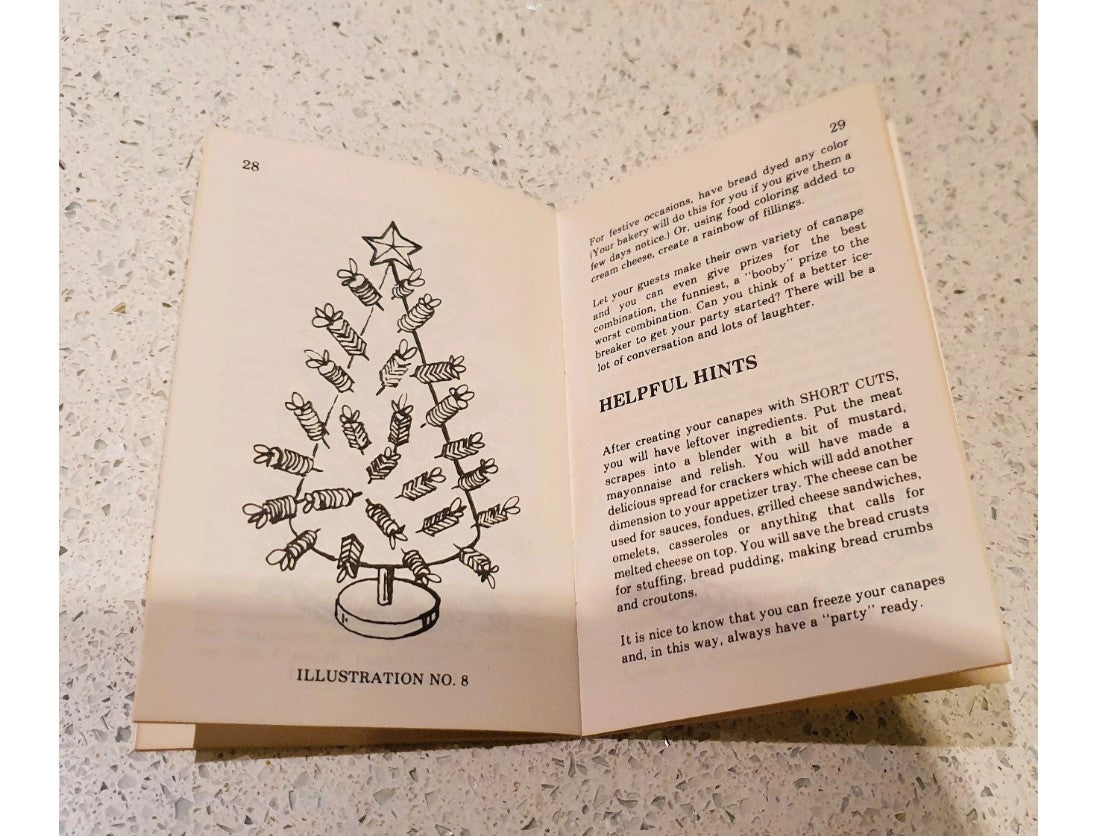 28
ILLUSTRATION NO. 8
29
For festive occasions, have bread dyed any color
(Your bakery will do this for you if you give them a
few days notice.) Or, using food coloring added to
cream cheese, create a rainbow of fillings.
Let your guests make their own variety of canape
and you can even give prizes for the best
combination, the funniest, a "booby" prize to the
worst combination. Can you think of a better ice-
breaker to get your party started? There will be a
lot of conversation and lots of laughter.
HELPFUL HINTS
After creating your canapes with SHORT CUTS,
you will have leftover ingredients. Put the meat
scrapes into a blender with a bit of mustard,
mayonnaise and relish. You will have made a
delicious spread for crackers which will add another
dimension to your appetizer tray. The cheese can be
used for sauces, fondues, grilled cheese sandwiches,
omelets, casseroles or anything that calls for
melted cheese on top. You will save the bread crusts
for stuffing, bread pudding, making bread crumbs
and croutons.
It is nice to know that you can freeze your canapes
and, in this way, always have a "party" ready.